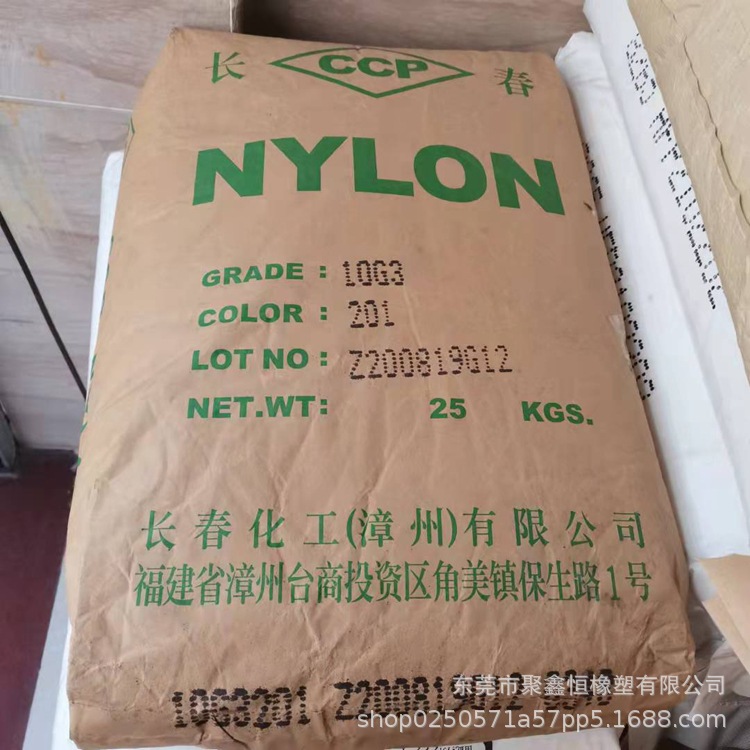 长 CCP 春
NYLON
GRADE : 10G3
COLOR : 201
LOT NO : Z200819G12
NET.WT: 25 KGS.
长春化工(漳州)有限公司
福建省漳州台商投资区角美镇保生路1号
10G3201 Z200819G12
东莞市聚鑫恒橡塑有限公司
shop0250571a57pp5.1688.com